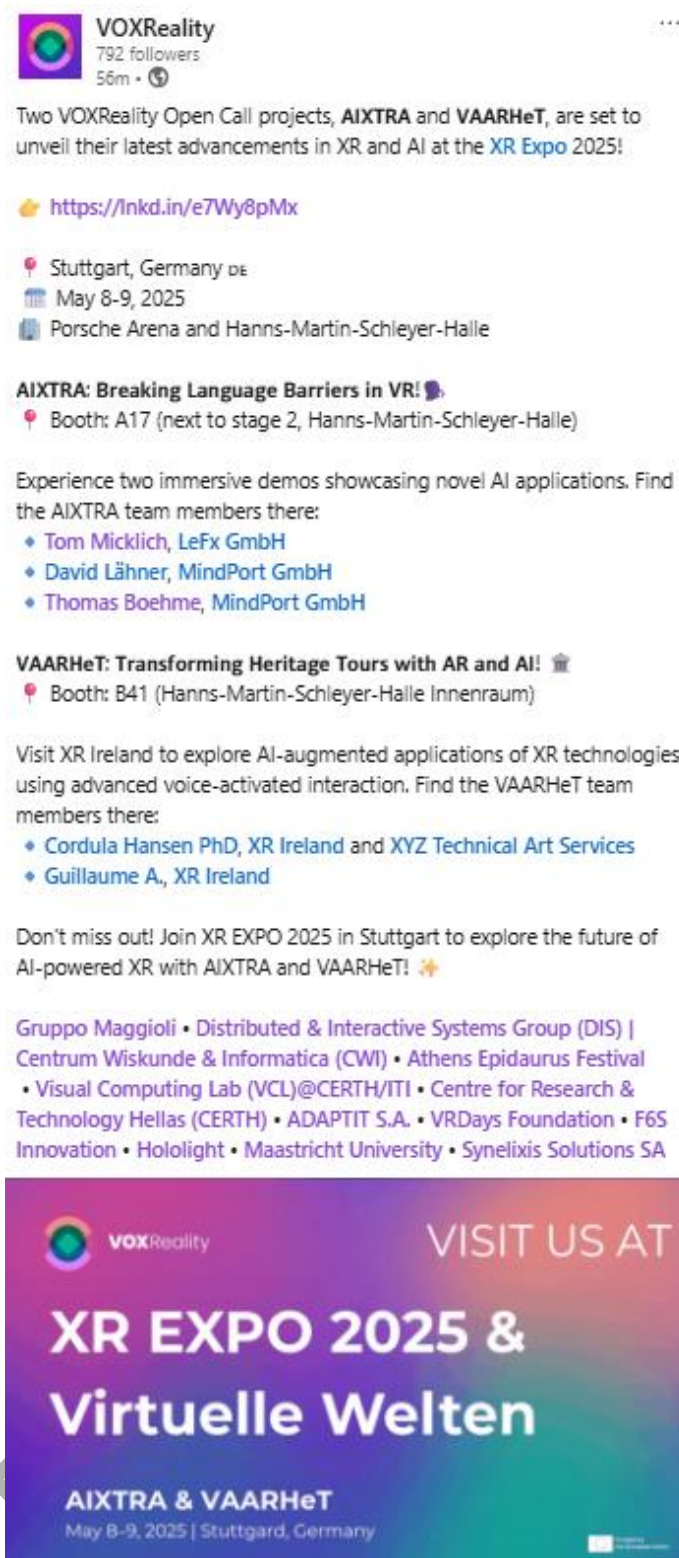 VOXReality
792 followers
56m •
Two VOXReality Open Call projects, AIXTRA and VAARHeT, are set to
unveil their latest advancements in XR and AI at the XR Expo 2025!
👉 https://lnkd.in/e7Wy8pMx
📍 Stuttgart, Germany DE
📅 May 8-9, 2025
🏢 Porsche Arena and Hanns-Martin-Schleyer-Halle
AIXTRA: Breaking Language Barriers in VR!🗣
📍 Booth: A17 (next to stage 2, Hanns-Martin-Schleyer-Halle)
Experience two immersive demos showcasing novel AI applications. Find
the AIXTRA team members there:
🔹 Tom Micklich, LeFx GmbH
🔹 David Lähner, MindPort GmbH
🔹 Thomas Boehme, MindPort GmbH
VAARHeT: Transforming Heritage Tours with AR and AI! 🏛
📍 Booth: B41 (Hanns-Martin-Schleyer-Halle Innenraum)
Visit XR Ireland to explore AI-augmented applications of XR technologies
using advanced voice-activated interaction. Find the VAARHeT team
members there:
🔹 Cordula Hansen PhD, XR Ireland and XYZ Technical Art Services
🔹 Guillaume A., XR Ireland
Don't miss out! Join XR EXPO 2025 in Stuttgart to explore the future of
AI-powered XR with AIXTRA and VAARHeT! ✨
Gruppo Maggioli • Distributed & Interactive Systems Group (DIS) |
Centrum Wiskunde & Informatica (CWI) • Athens Epidaurus Festival
• Visual Computing Lab (VCL)@CERTH/ITI • Centre for Research &
Technology Hellas (CERTH) • ADAPTIT S.A. • VRDays Foundation • F6S
Innovation • Hololight • Maastricht University • Synelixis Solutions SA
VOXReality
VISIT US AT
XR EXPO 2025 &
Virtuelle Welten
AIXTRA & VAARHeT
May 8-9, 2025 | Stuttgard, Germany